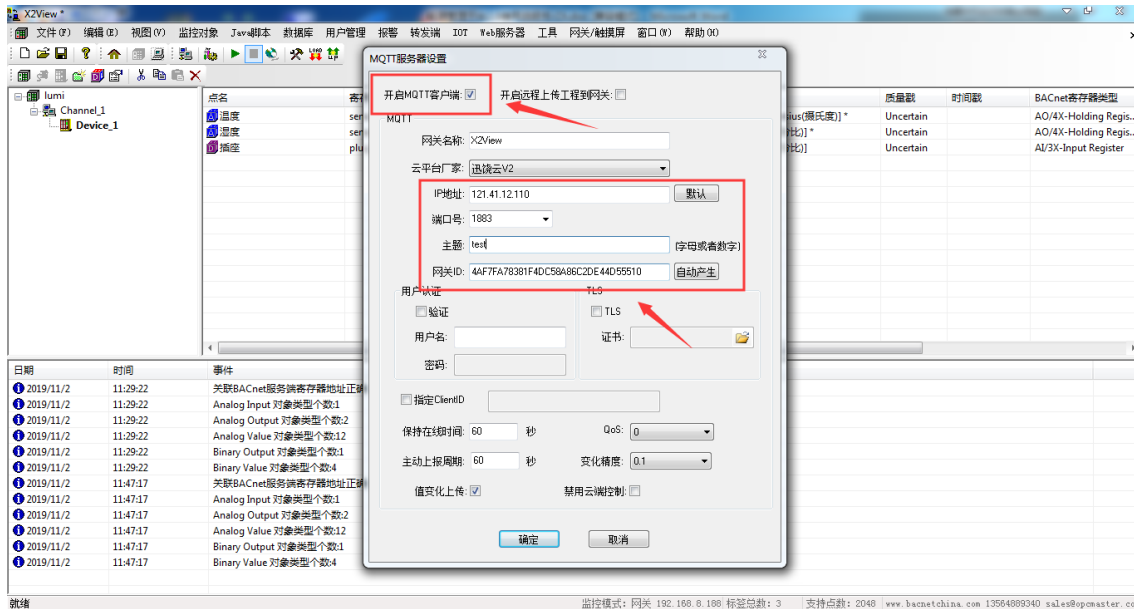 X2View *
文件(F) 编辑(E) 视图(V) 监控对象 Java脚本 数据库 用户管理 报警 转发端 IOT Web服务器 工具 网关/触摸屏 窗口(W) 帮助(H)
lumi
Channel_1
Device_1
点名
质量戳 时间戳 BACnet寄存器类型
温度 sen
sius(摄氏度)] * Uncertain AO/4X-Holding Regis..
湿度 sen
比)] * Uncertain AO/4X-Holding Regis..
插座 plu
比)] Uncertain AI/3X-Input Register
MQTT服务器设置
开启MQTT客户端: 开启远程上传工程到网关:
MQTT
网关名称: X2View
云平台厂家: 迅饶云V2
IP地址: 121.41.12.110 默认
端口号: 1883
主题: test (字母或者数字)
网关ID: 4AF7FA78381F4DC58A86C2DE44D55510 自动产生
用户认证 TLS
验证 TLS
用户名: 证书:
密码:
指定ClientID
保持在线时间: 60 秒 QoS: 0
主动上报周期: 60 秒 变化精度: 0.1
值变化上传: 禁用云端控制:
确定 取消
日期 时间 事件
2019/11/2 11:29:22 关联BACnet服务端寄存器地址正确
2019/11/2 11:29:22 Analog Input 对象类型个数:1
2019/11/2 11:29:22 Analog Output 对象类型个数:2
2019/11/2 11:29:22 Analog Value 对象类型个数:12
2019/11/2 11:29:22 Binary Output 对象类型个数:1
2019/11/2 11:29:22 Binary Value 对象类型个数:4
2019/11/2 11:47:17 关联BACnet服务端寄存器地址正确
2019/11/2 11:47:17 Analog Input 对象类型个数:1
2019/11/2 11:47:17 Analog Output 对象类型个数:2
2019/11/2 11:47:17 Analog Value 对象类型个数:12
2019/11/2 11:47:17 Binary Output 对象类型个数:1
2019/11/2 11:47:17 Binary Value 对象类型个数:4
就绪 监控模式: 网关 192.168.8.188 标签总数: 3 支持点数: 2048 www.bacnetchina.com 13564889340 sales@opcmaster.co